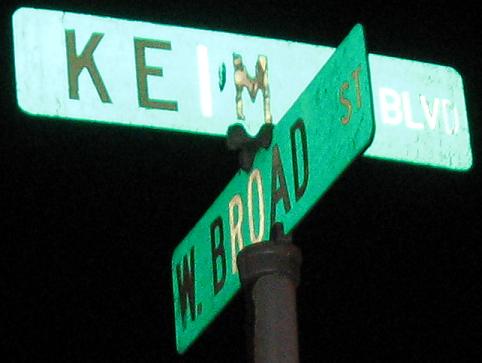 KEIM BLVD
W. BROAD ST